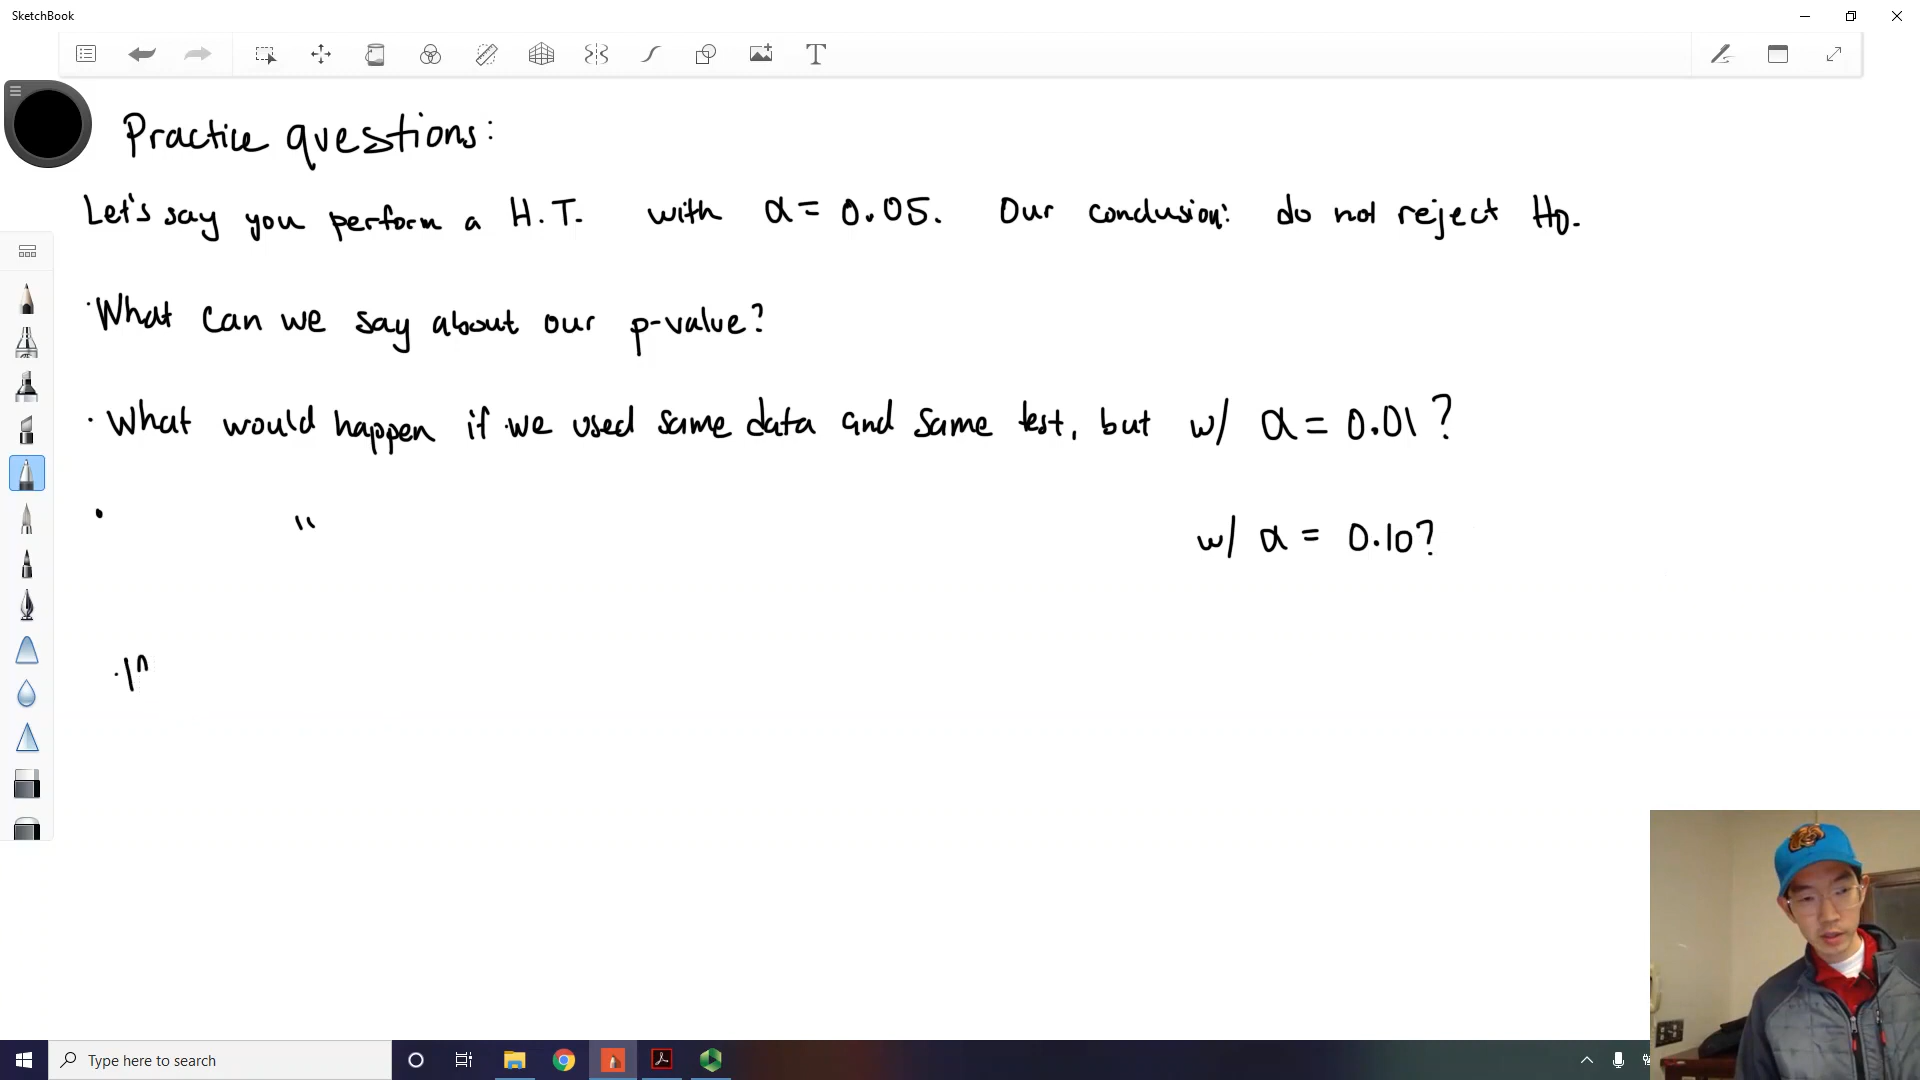 SketchBook
Practice questions:
Let's say you perform a H.T. with α = 0.05. Our conclusion: do not reject Ho.
·What can we say about our p-value?
·What would happen if we used same data and same test, but w/ α = 0.01?
· " w/ α = 0.10?
Type here to search